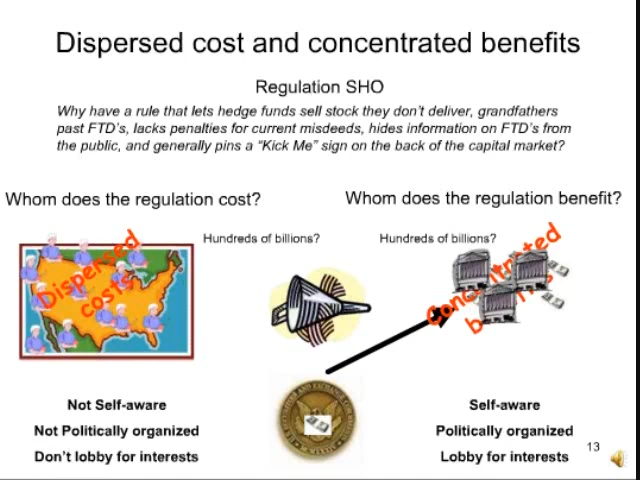 Dispersed cost and concentrated benefits
Regulation SHO
Why have a rule that lets hedge funds sell stock they don't deliver, grandfathers
past FTD's, lacks penalties for current misdeeds, hides information on FTD's from
the public, and generally pins a "Kick Me" sign on the back of the capital market?
Whom does the regulation cost?
Whom does the regulation benefit?
Hundreds of billions?
Hundreds of billions?
Dispersed
costs
Not Self-aware
Not Politically organized
Don't lobby for interests
Self-aware
Politically organized
Lobby for interests
13